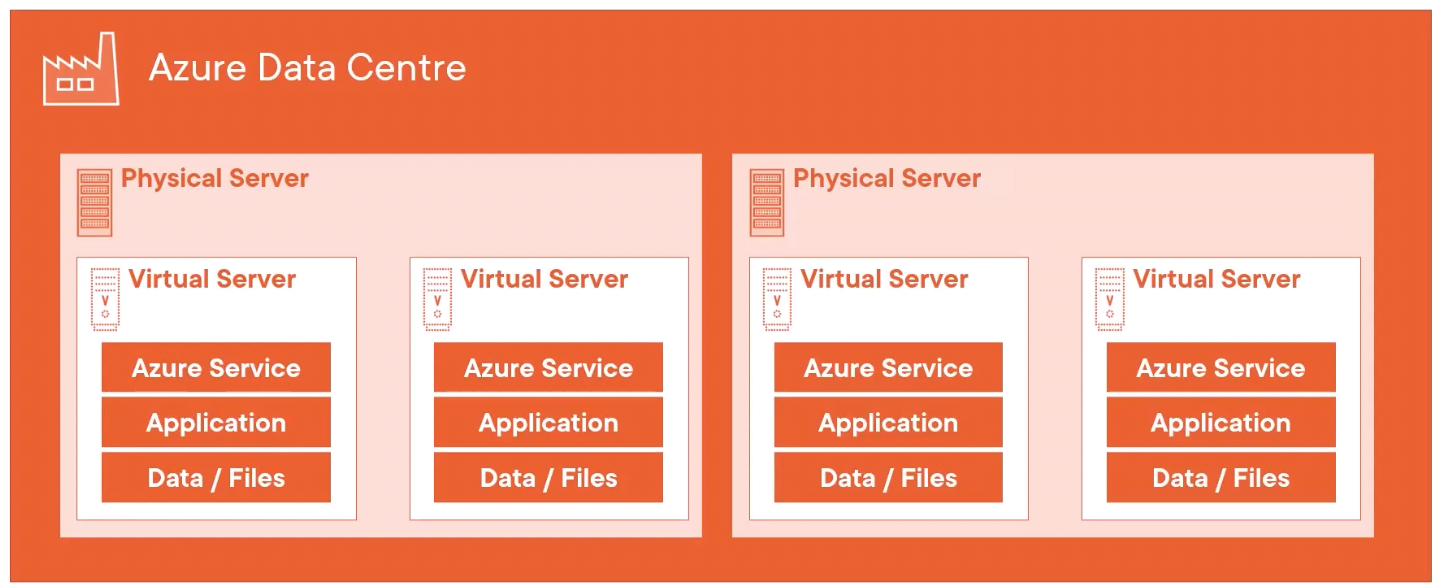 Azure Data Centre
Physical Server
Virtual Server
V
Azure Service
Application
Data / Files
Virtual Server
V
Azure Service
Application
Data / Files
Physical Server
Virtual Server
V
Azure Service
Application
Data / Files
Virtual Server
V
Azure Service
Application
Data / Files